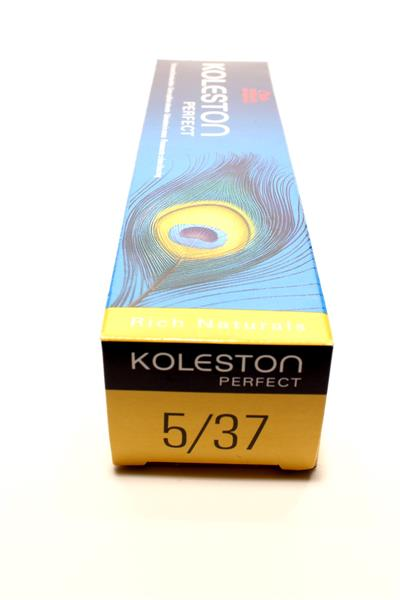 KOLESTON
PERFECT
Rich Naturals
KOLESTON
PERFECT
5/37